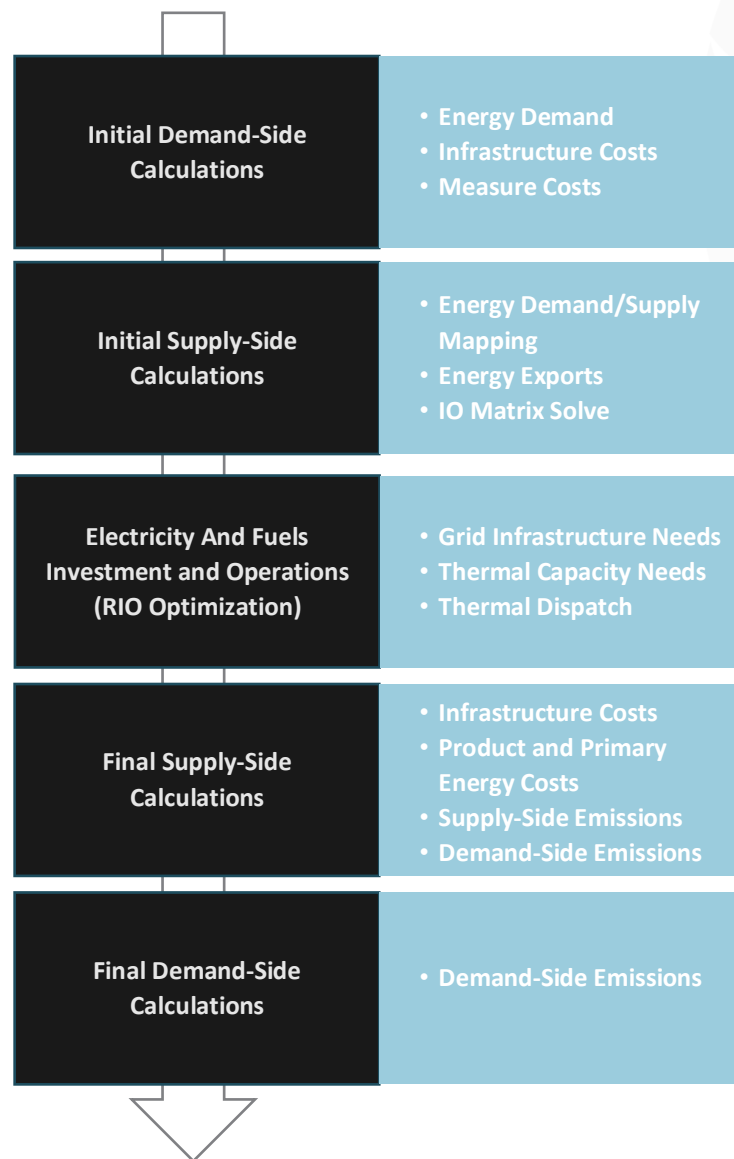 Initial Demand-Side
Calculations
• Energy Demand
• Infrastructure Costs
• Measure Costs
Initial Supply-Side
Calculations
• Energy Demand/Supply
Mapping
• Energy Exports
• IO Matrix Solve
Electricity And Fuels
Investment and Operations
(RIO Optimization)
• Grid Infrastructure Needs
• Thermal Capacity Needs
• Thermal Dispatch
Final Supply-Side
Calculations
• Infrastructure Costs
• Product and Primary
Energy Costs
• Supply-Side Emissions
• Demand-Side Emissions
Final Demand-Side
Calculations
• Demand-Side Emissions